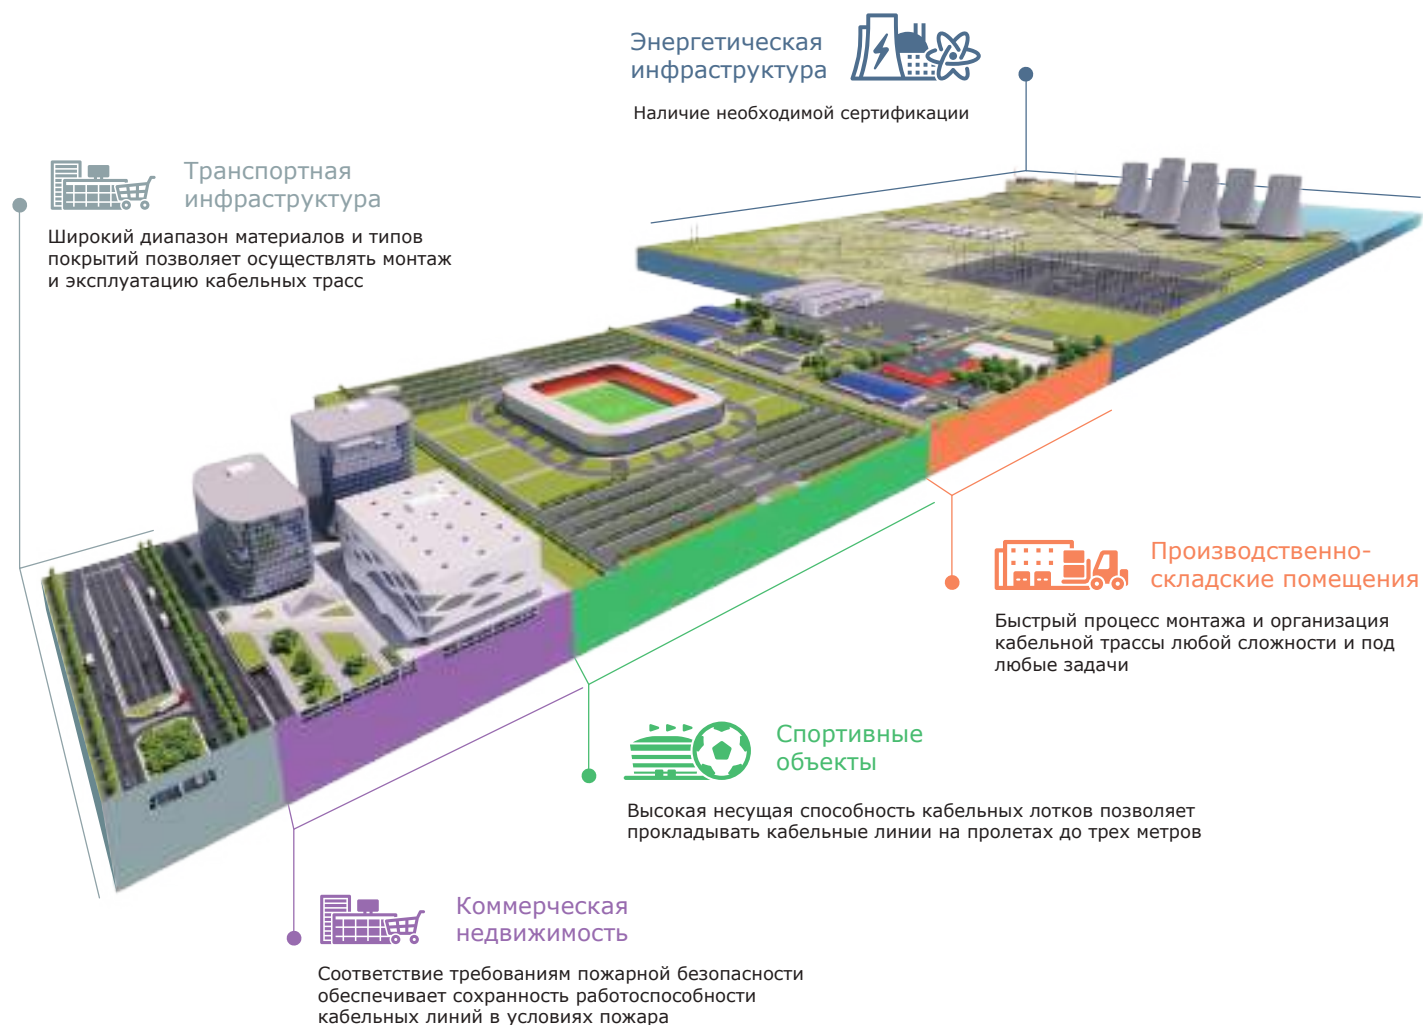 Энергетическая
инфраструктура
Наличие необходимой сертификации
Транспортная
инфраструктура
Широкий диапазон материалов и типов
покрытий позволяет осуществлять монтаж
и эксплуатацию кабельных трасс
Производственно-
складские помещения
Быстрый процесс монтажа и организация
кабельной трассы любой сложности и под
любые задачи
Спортивные
объекты
Высокая несущая способность кабельных лотков позволяет
прокладывать кабельные линии на пролетах до трех метров
Коммерческая
недвижимость
Соответствие требованиям пожарной безопасности
обеспечивает сохранность работоспособности
кабельных линий в условиях пожара